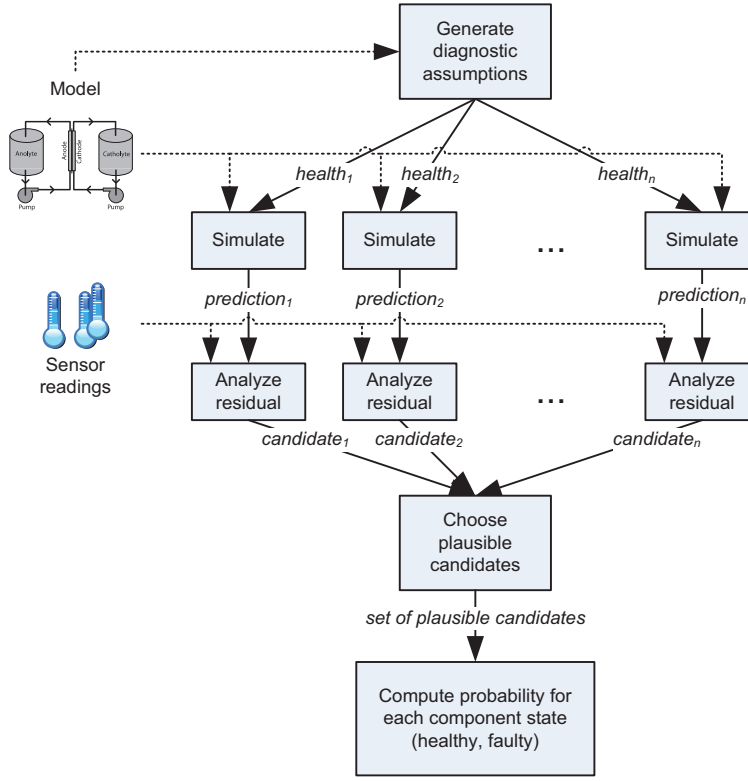 Generate
diagnostic
assumptions
Model
Anolyte
Anode
Cathode
Catholyte
Pump
Pump
health1
health2
healthn
Simulate
Simulate
...
Simulate
prediction1
prediction2
predictionn
Sensor
readings
Analyze
residual
Analyze
residual
...
Analyze
residual
candidate1
candidate2
candidaten
Choose
plausible
candidates
set of plausible candidates
Compute probability for
each component state
(healthy, faulty)